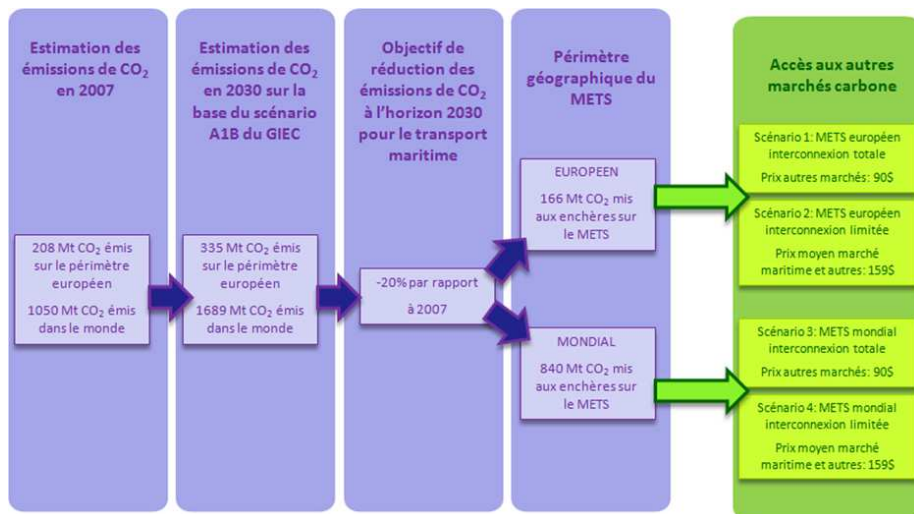 Estimation des
émissions de CO₂
en 2007
208 Mt CO₂ émis
sur le périmètre
européen
1050 Mt CO₂ émis
dans le monde
Estimation des
émissions de CO₂
en 2030 sur la
base du scénario
A1B du GIEC
335 Mt CO₂ émis
sur le périmètre
européen
1689 Mt CO₂ émis
dans le monde
Objectif de
réduction des
émissions de CO₂
à l'horizon 2030
pour le transport
maritime
-20% par rapport
à 2007
Périmètre
géographique du
METS
EUROPEEN
166 Mt CO₂ mis
aux enchères sur
le METS
MONDIAL
840 Mt CO₂ mis
aux enchères sur
le METS
Accès aux autres
marchés carbone
Scénario 1: METS européen
interconnexion totale
Prix autres marchés: 90$
Scénario 2: METS européen
interconnexion limitée
Prix moyen marché
maritime et autres: 159$
Scénario 3: METS mondial
interconnexion totale
Prix autres marchés: 90$
Scénario 4: METS mondial
interconnexion limitée
Prix moyen marché
maritime et autres: 159$